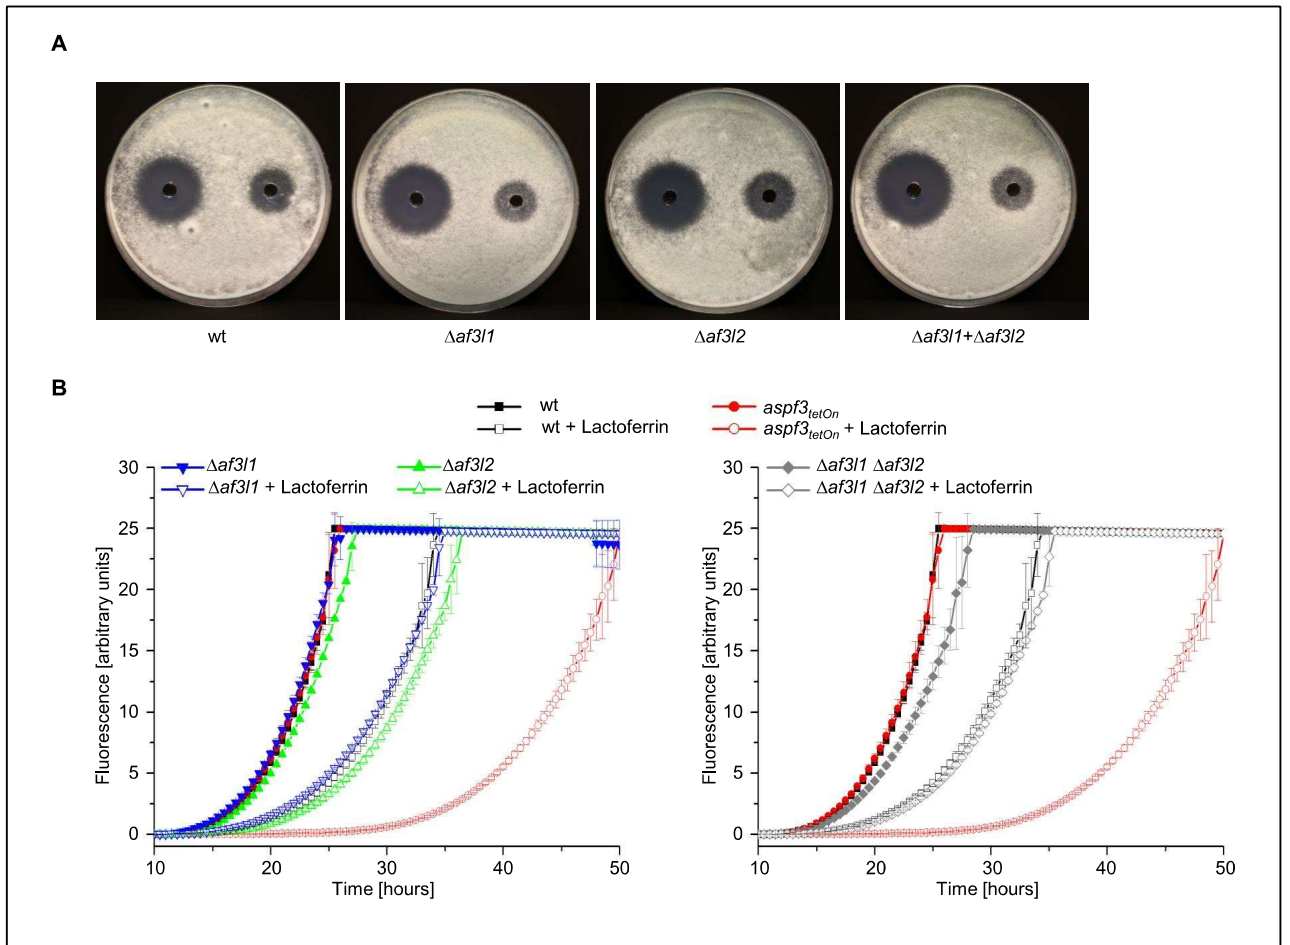 A
wt
Δaf3l1
Δaf3l2
Δaf3l1+Δaf3l2
B
wt
wt + Lactoferrin
aspf3tetOn
aspf3tetOn + Lactoferrin
Δaf3l1
Δaf3l1 + Lactoferrin
Δaf3l2
Δaf3l2 + Lactoferrin
30
25
20
15
10
5
0
Fluorescence [arbitrary units]
10 20 30 40 50
Time [hours]
Δaf3l1 Δaf3l2
Δaf3l1 Δaf3l2 + Lactoferrin
30
25
20
15
10
5
0
Fluorescence [arbitrary units]
10 20 30 40 50
Time [hours]